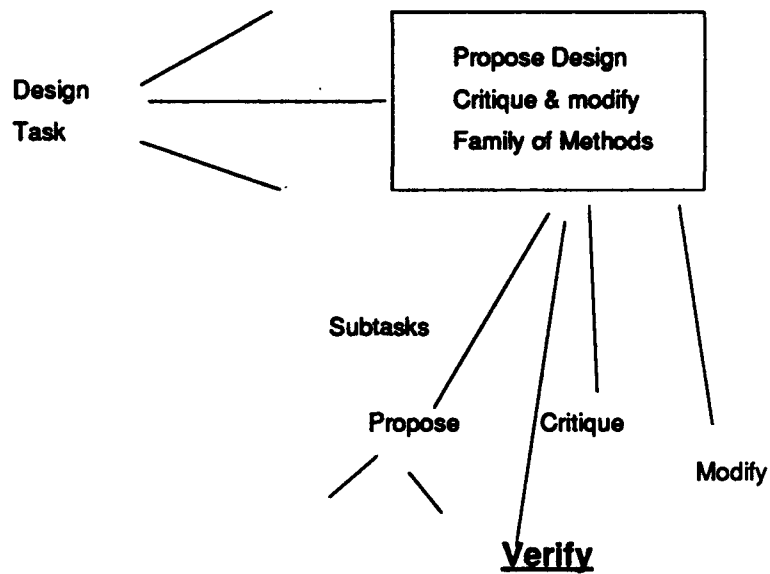 Design
Task
Propose Design
Critique & modify
Family of Methods
Subtasks
Propose
Critique
Modify
Verify